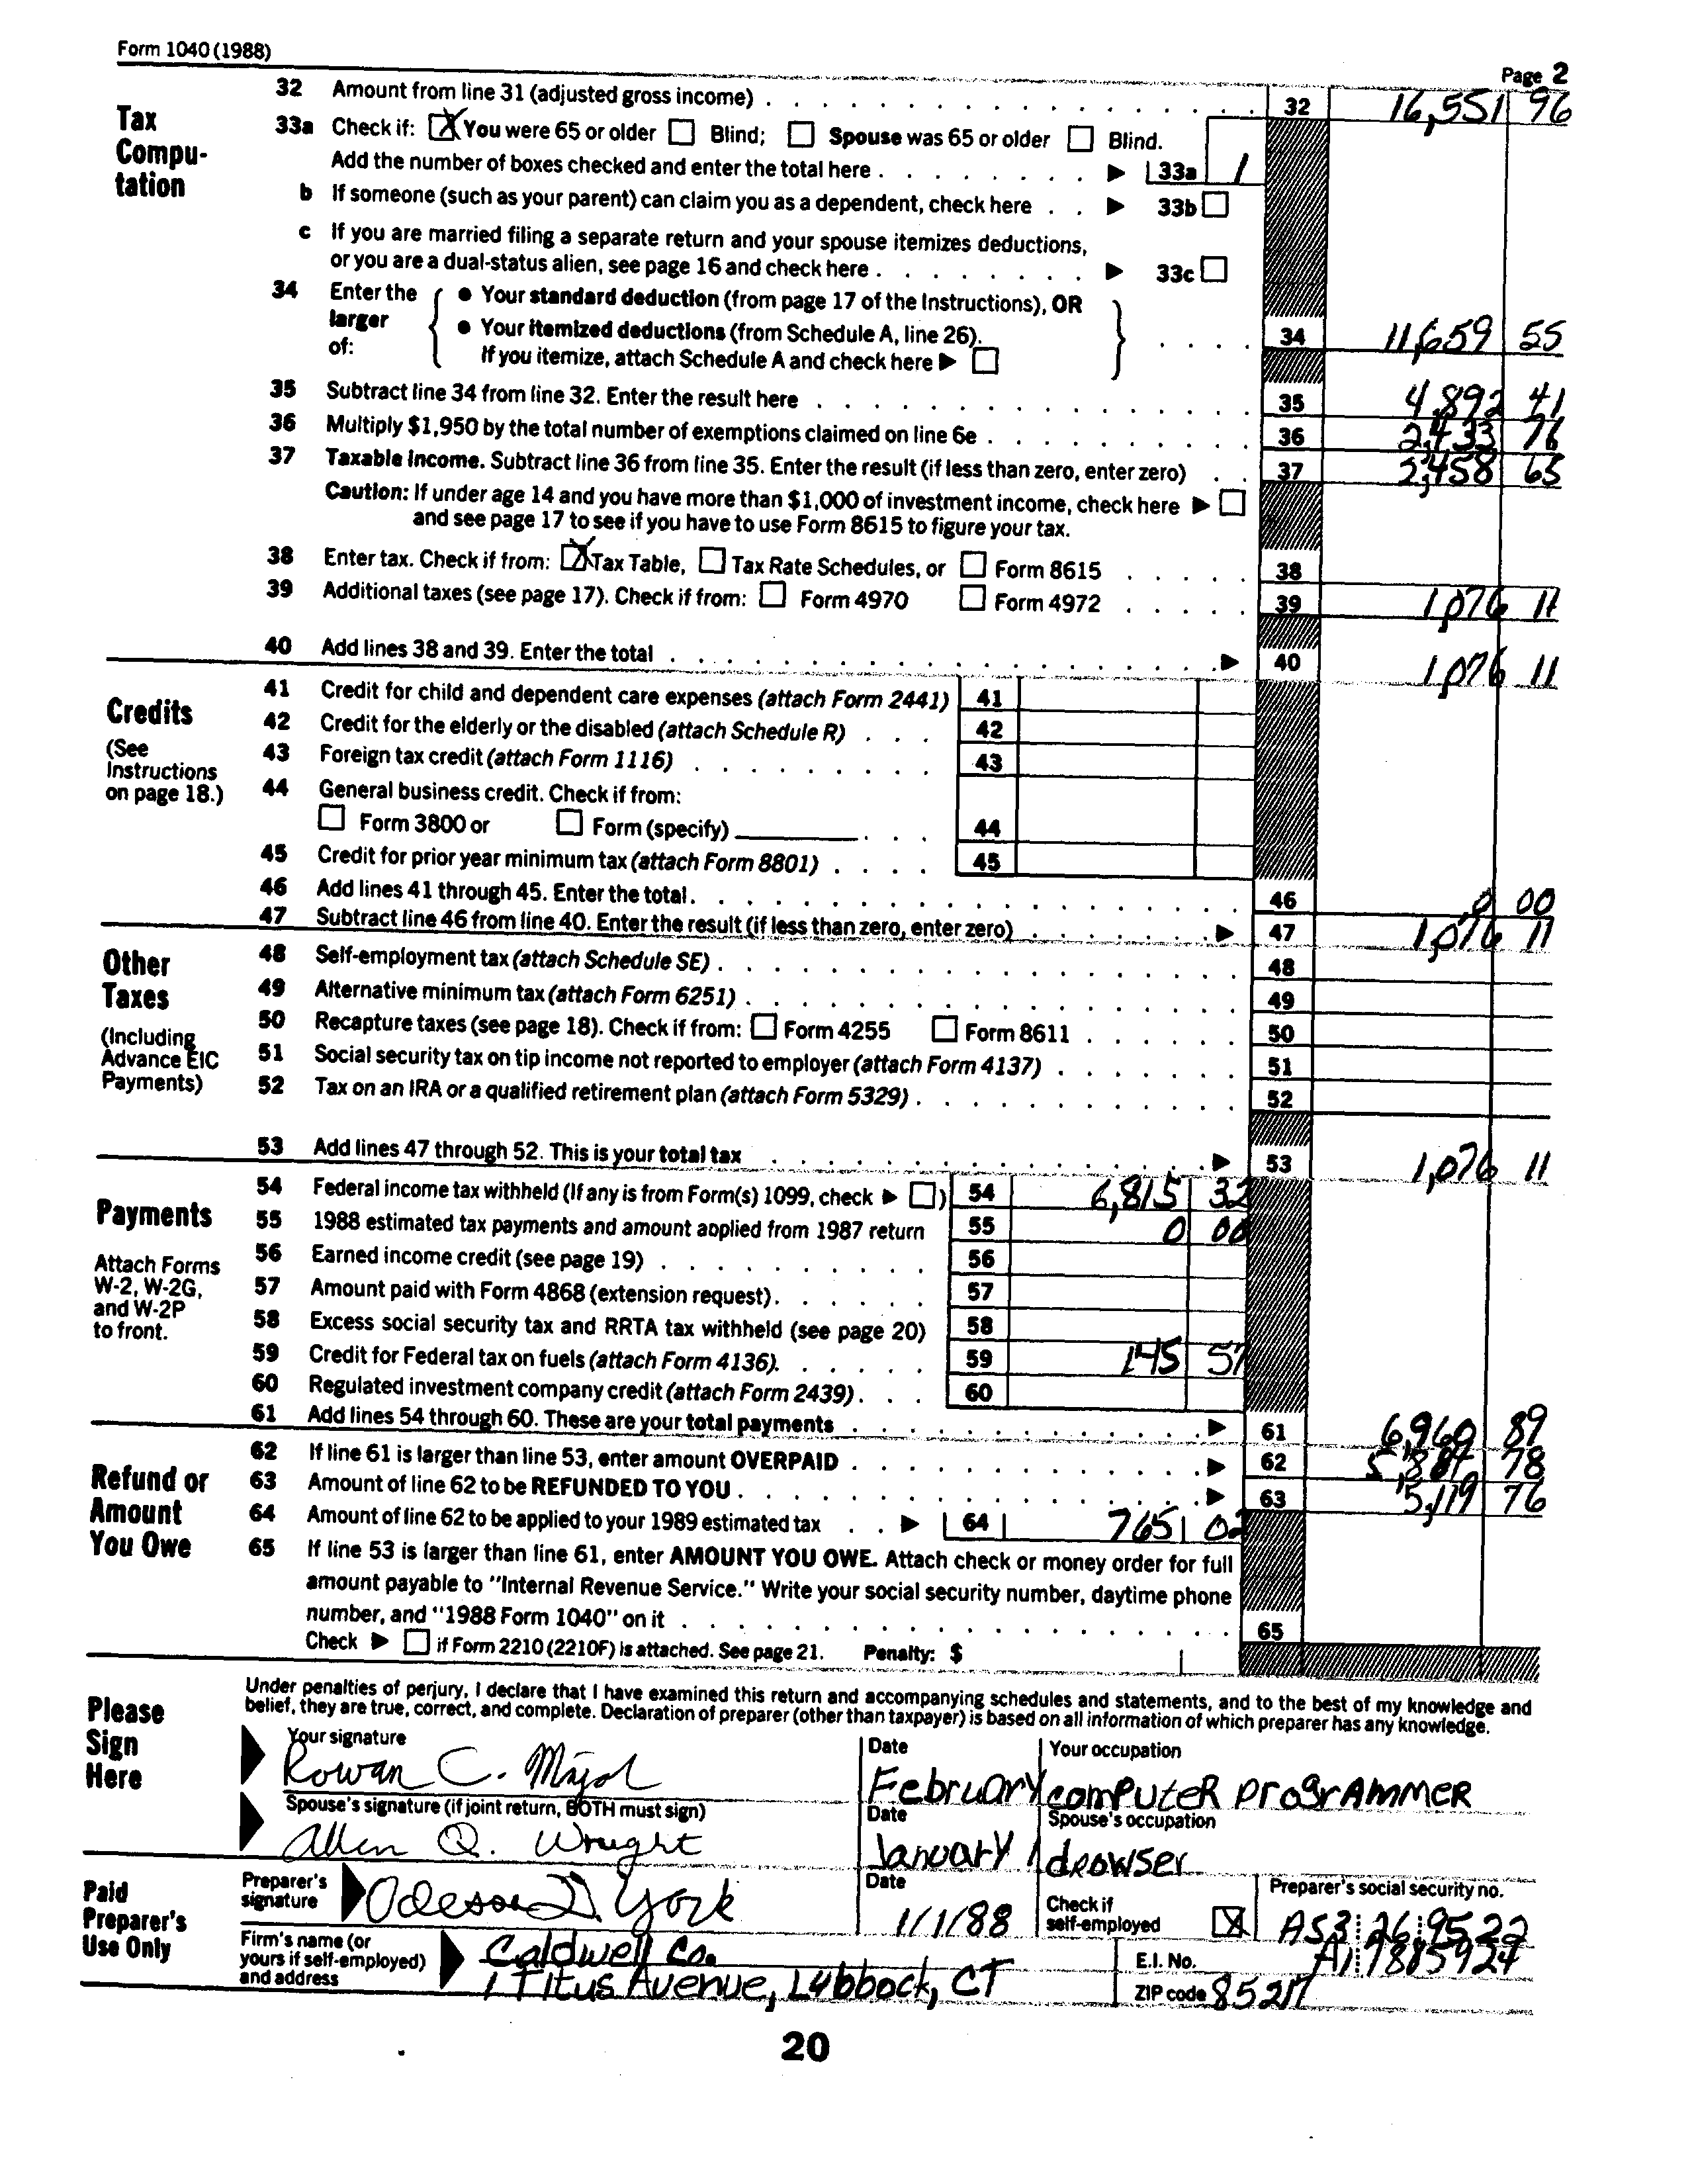 Form 1040 (1988)
Page 2
Tax Computation
32 Amount from line 31 (adjusted gross income) 32 16,551 96
33a Check if: X You were 65 or older Blind; Spouse was 65 or older Blind.
Add the number of boxes checked and enter the total here 33a 1
b If someone (such as your parent) can claim you as a dependent, check here 33b
c If you are married filing a separate return and your spouse itemizes deductions,
or you are a dual-status alien, see page 16 and check here 33c
34 Enter the larger of:
• Your standard deduction (from page 17 of the Instructions), OR
• Your itemized deductions (from Schedule A, line 26).
If you itemize, attach Schedule A and check here
34 11,659 55
35 Subtract line 34 from line 32. Enter the result here 35 4,892 41
36 Multiply $1,950 by the total number of exemptions claimed on line 6e 36 2,433 76
37 Taxable income. Subtract line 36 from line 35. Enter the result (if less than zero, enter zero) 37 2,458 65
Caution: If under age 14 and you have more than $1,000 of investment income, check here
and see page 17 to see if you have to use Form 8615 to figure your tax.
38 Enter tax. Check if from: X Tax Table, Tax Rate Schedules, or Form 8615 38
39 Additional taxes (see page 17). Check if from: Form 4970 Form 4972 39 1,076 11
40 Add lines 38 and 39. Enter the total 40 1,076 11
Credits
(See Instructions on page 18.)
41 Credit for child and dependent care expenses (attach Form 2441) 41
42 Credit for the elderly or the disabled (attach Schedule R) 42
43 Foreign tax credit (attach Form 1116) 43
44 General business credit. Check if from:
Form 3800 or Form (specify) 44
45 Credit for prior year minimum tax (attach Form 8801) 45
46 Add lines 41 through 45. Enter the total. 46 0 00
47 Subtract line 46 from line 40. Enter the result (if less than zero, enter zero) 47 1,076 11
Other Taxes
(Including Advance EIC Payments)
48 Self-employment tax (attach Schedule SE) 48
49 Alternative minimum tax (attach Form 6251) 49
50 Recapture taxes (see page 18). Check if from: Form 4255 Form 8611 50
51 Social security tax on tip income not reported to employer (attach Form 4137) 51
52 Tax on an IRA or a qualified retirement plan (attach Form 5329) 52
53 Add lines 47 through 52. This is your total tax 53 1,076 11
Payments
Attach Forms W-2, W-2G, and W-2P to front.
54 Federal income tax withheld (If any is from Form(s) 1099, check ) 54 6,815 32
55 1988 estimated tax payments and amount applied from 1987 return 55 0 00
56 Earned income credit (see page 19) 56
57 Amount paid with Form 4868 (extension request) 57
58 Excess social security tax and RRTA tax withheld (see page 20) 58
59 Credit for Federal tax on fuels (attach Form 4136). 59 145 57
60 Regulated investment company credit (attach Form 2439) 60
61 Add lines 54 through 60. These are your total payments 61 6,960 89
Refund or Amount You Owe
62 If line 61 is larger than line 53, enter amount OVERPAID 62 5,884 78
63 Amount of line 62 to be REFUNDED TO YOU 63 5,119 76
64 Amount of line 62 to be applied to your 1989 estimated tax 64 765 02
65 If line 53 is larger than line 61, enter AMOUNT YOU OWE. Attach check or money order for full
amount payable to "Internal Revenue Service." Write your social security number, daytime phone
number, and "1988 Form 1040" on it 65
Check if Form 2210 (2210F) is attached. See page 21. Penalty: $
Please Sign Here
Under penalties of perjury, I declare that I have examined this return and accompanying schedules and statements, and to the best of my knowledge and
belief, they are true, correct, and complete. Declaration of preparer (other than taxpayer) is based on all information of which preparer has any knowledge.
Your signature Date Your occupation
Rowan C. Major February computer programmer
Spouse's signature (if joint return, BOTH must sign) Date Spouse's occupation
Allen Q. Wright January 1 drowser
Paid Preparer's Use Only
Preparer's signature Odessa D. York Date 1/1/88 Check if self-employed X Preparer's social security no. AS3 26 9522
Firm's name (or yours if self-employed) and address Caldwell Co. E.I. No. A1 7885924
1 Titus Avenue, Lubbock, CT ZIP code 85217
20